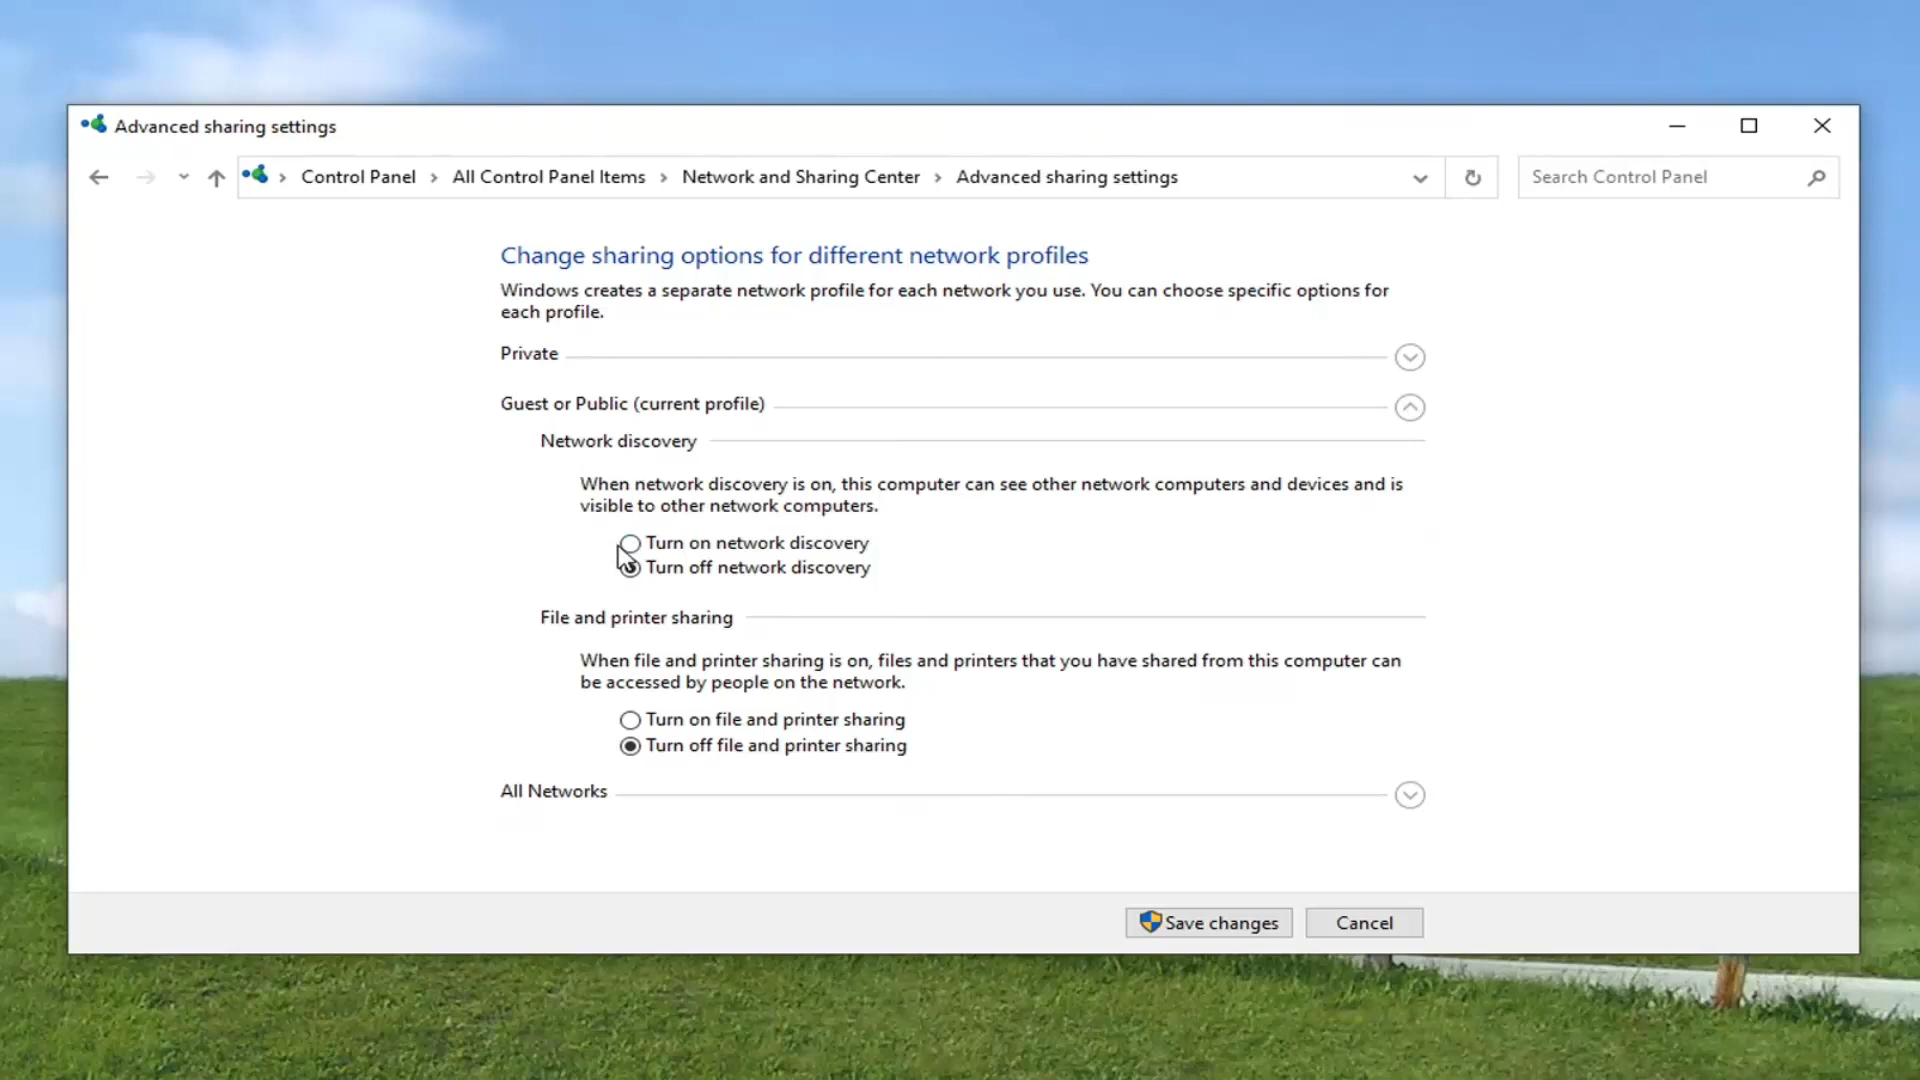 Advanced sharing settings
Control Panel > All Control Panel Items > Network and Sharing Center > Advanced sharing settings
Search Control Panel
Change sharing options for different network profiles
Windows creates a separate network profile for each network you use. You can choose specific options for
each profile.
Private
Guest or Public (current profile)
Network discovery
When network discovery is on, this computer can see other network computers and devices and is
visible to other network computers.
Turn on network discovery
Turn off network discovery
File and printer sharing
When file and printer sharing is on, files and printers that you have shared from this computer can
be accessed by people on the network.
Turn on file and printer sharing
Turn off file and printer sharing
All Networks
Save changes
Cancel